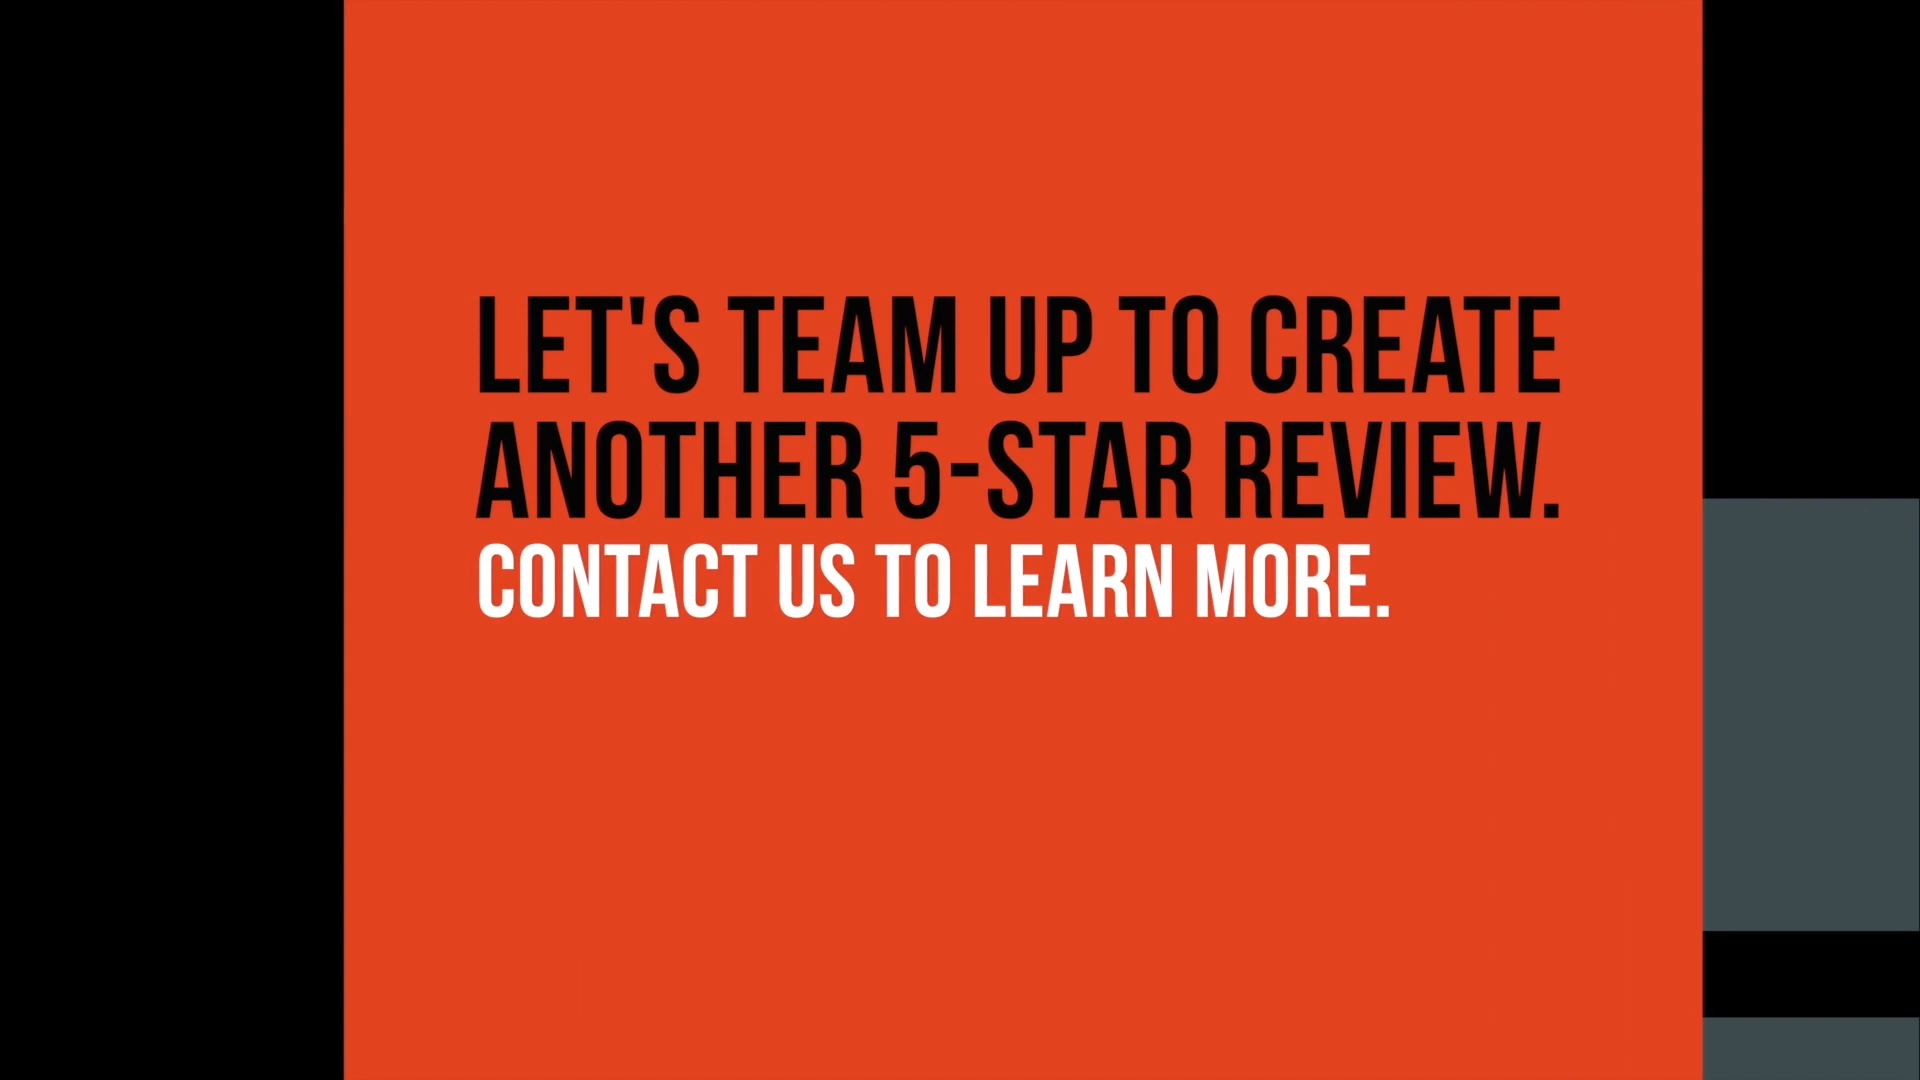 LET'S TEAM UP TO CREATE
ANOTHER 5-STAR REVIEW.
CONTACT US TO LEARN MORE.